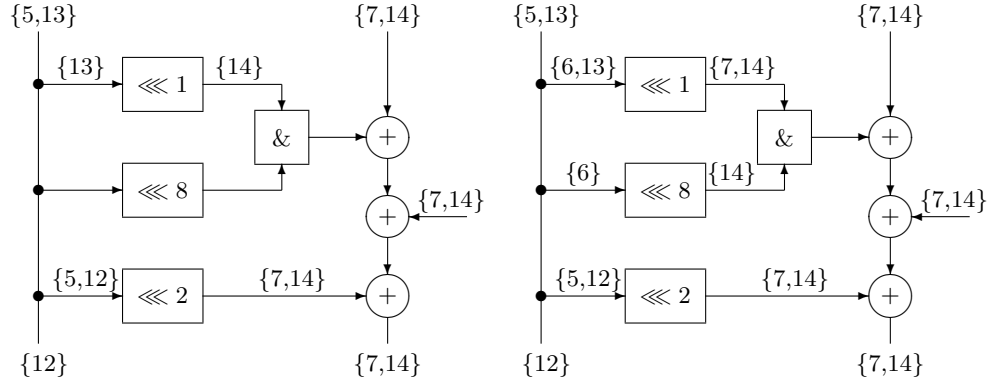 {5,13} {7,14} {5,13} {7,14}
{13} ⋘ 1 {14} {6,13} ⋘ 1 {7,14}
& + & +
⋘ 8 {6} ⋘ 8 {14}
+ {7,14} + {7,14}
{5,12} ⋘ 2 {7,14} + {5,12} ⋘ 2 {7,14} +
{12} {7,14} {12} {7,14}